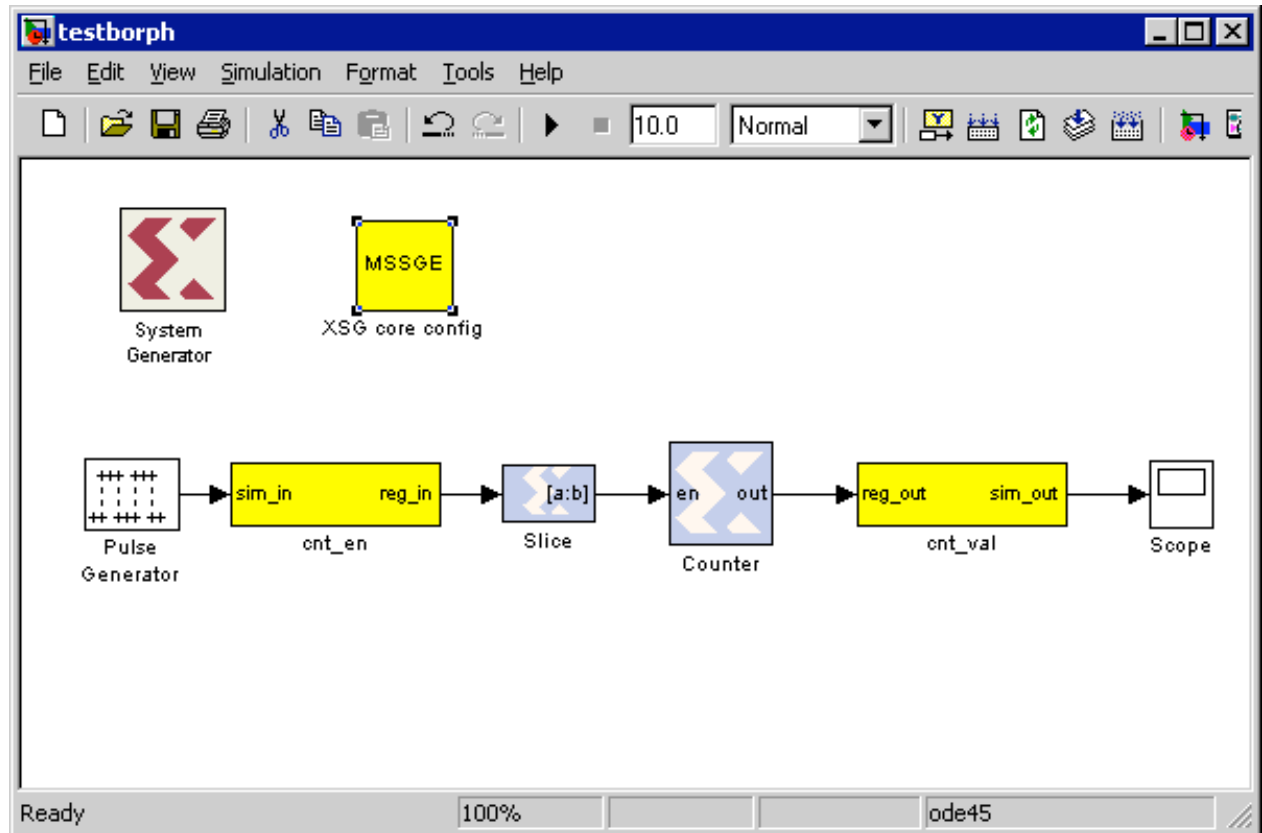 testborph
File Edit View Simulation Format Tools Help
10.0 Normal
MSSGE
System
Generator
XSG core config
sim_in reg_in
[a:b]
en out
reg_out sim_out
Pulse
Generator
cnt_en
Slice
Counter
cnt_val
Scope
Ready 100% ode45